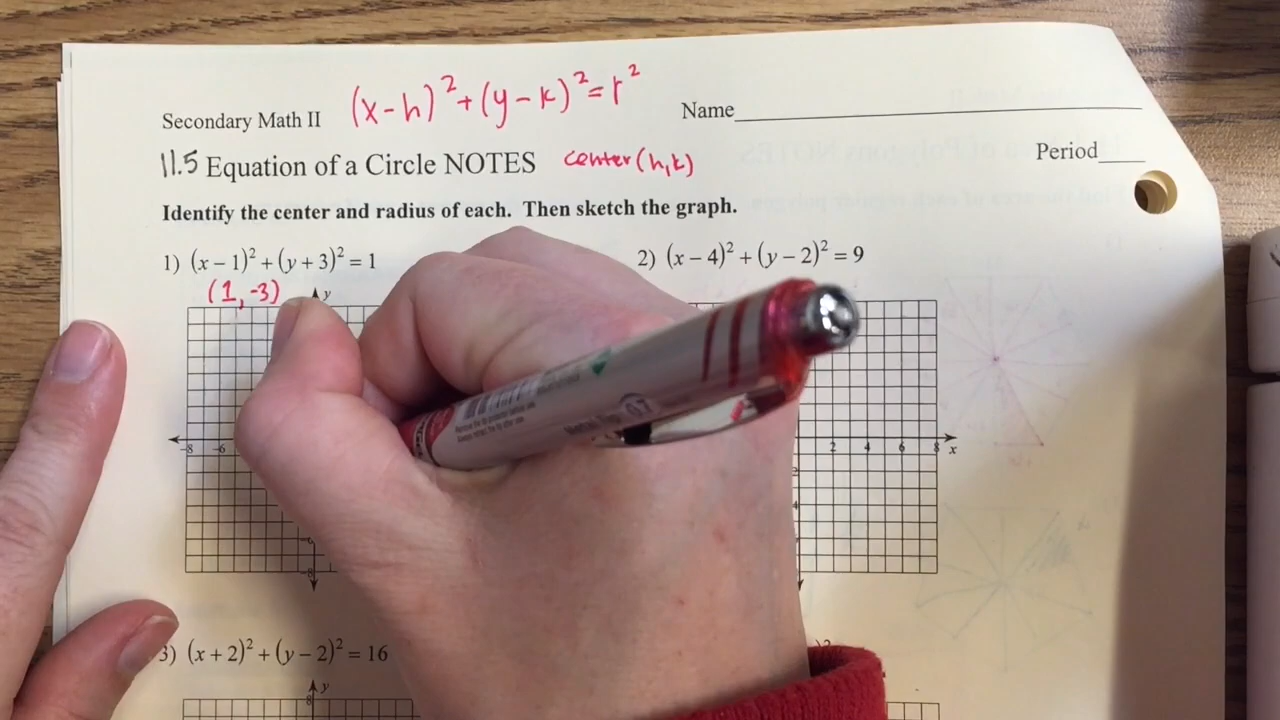 (x-h)²+(y-k)²=r²
Secondary Math II
Name
11.5 Equation of a Circle NOTES center (h,k)
Period
Identify the center and radius of each. Then sketch the graph.
1) (x – 1)² + (y + 3)² = 1
2) (x – 4)² + (y – 2)² = 9
(1, -3)
y
-8 -6
2 4 6 8 x
-8
3) (x + 2)² + (y – 2)² = 16
y
8